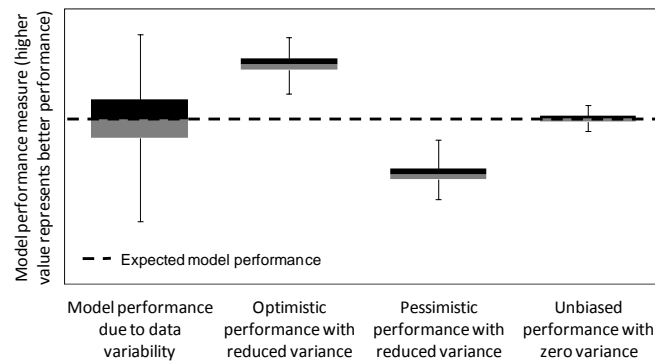 Model performance measure (higher
value represents better performance)
Expected model performance
Model performance
due to data
variability
Optimistic
performance with
reduced variance
Pessimistic
performance with
reduced variance
Unbiased
performance with
zero variance